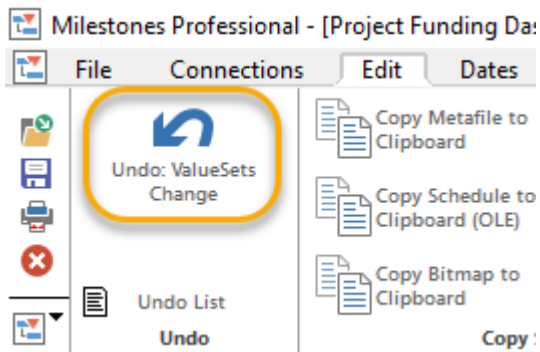 Milestones Professional - [Project Funding Das
File Connections Edit Dates
Undo: ValueSets
Change
Undo List
Undo
Copy Metafile to
Clipboard
Copy Schedule to
Clipboard (OLE)
Copy Bitmap to
Clipboard
Copy